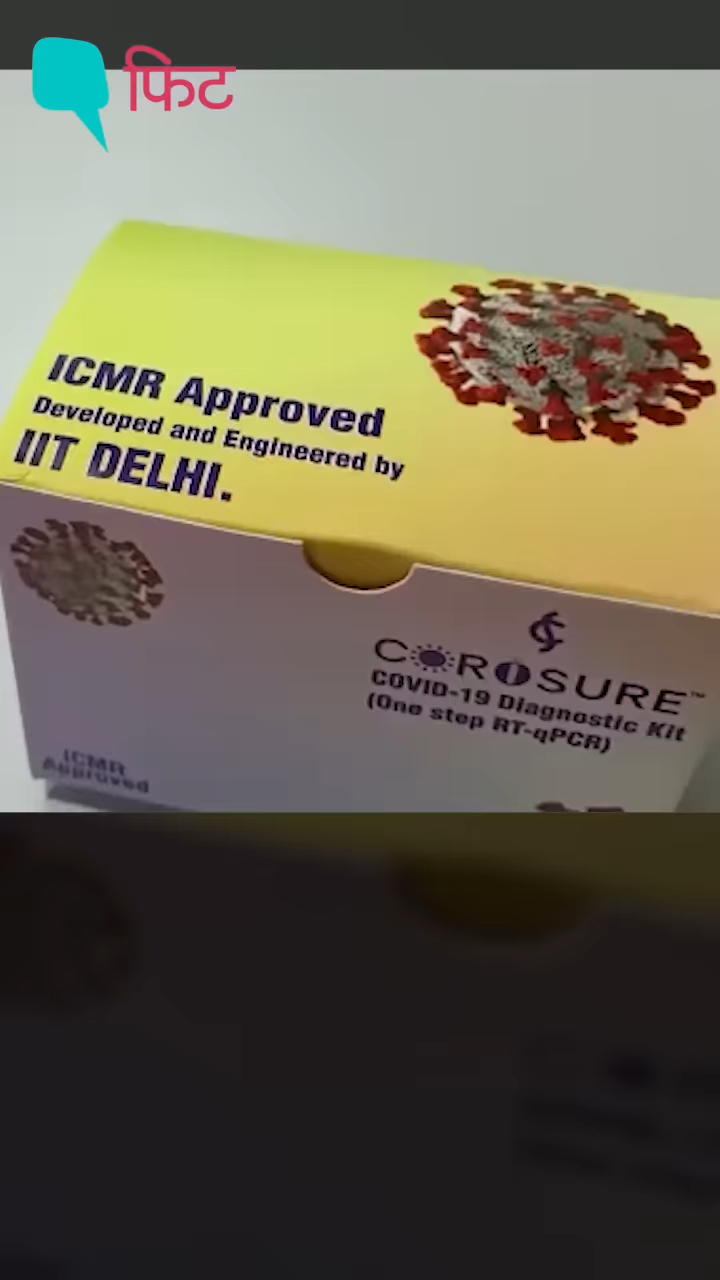 फिट
ICMR Approved
Developed and Engineered by
IIT DELHI.
COROSURE™
COVID-19 Diagnostic Kit
(One step RT-qPCR)
ICMR
Approved